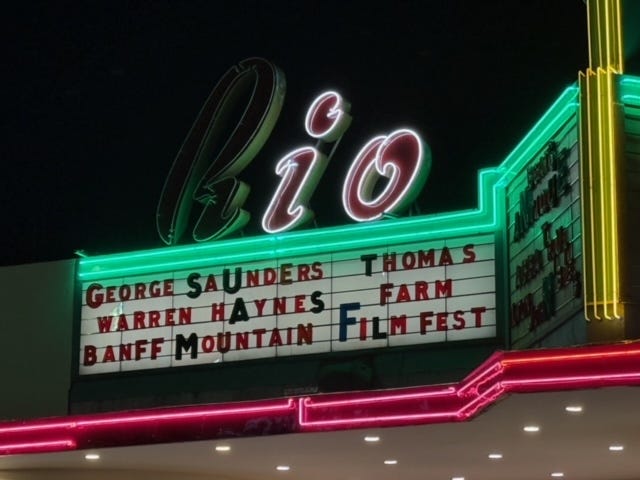 Rio
GEORGE SAUNDERS THOMAS
WARREN HAYNES FARM
BANFF MOUNTAIN FILM FEST